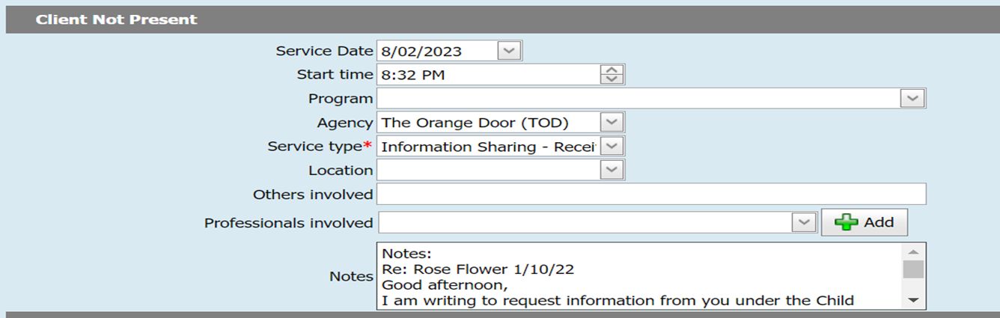 Client Not Present
Service Date 8/02/2023
Start time 8:32 PM
Program
Agency The Orange Door (TOD)
Service type* Information Sharing - Recei
Location
Others involved
Professionals involved Add
Notes
Notes:
Re: Rose Flower 1/10/22
Good afternoon,
I am writing to request information from you under the Child